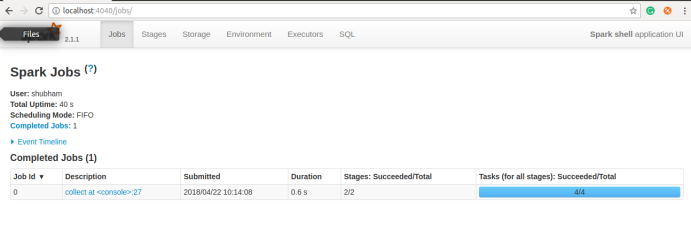 localhost:4040/jobs/
Files
2.1.1
Jobs
Stages
Storage
Environment
Executors
SQL
Spark shell application UI
Spark Jobs (?)
User: shubham
Total Uptime: 40 s
Scheduling Mode: FIFO
Completed Jobs: 1
Event Timeline
Completed Jobs (1)
Job Id ▼ Description Submitted Duration Stages: Succeeded/Total Tasks (for all stages): Succeeded/Total
0 collect at <console>:27 2018/04/22 10:14:08 0.6 s 2/2 4/4